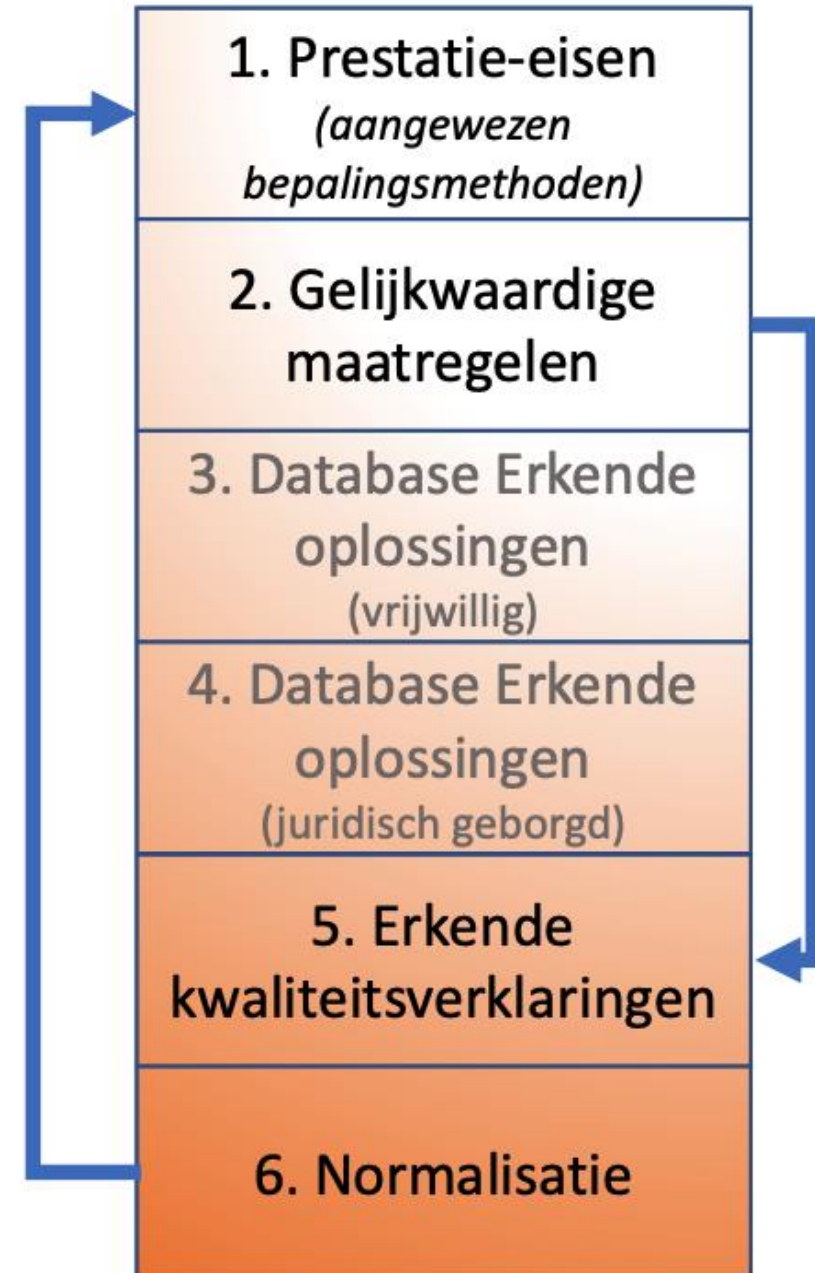 1. Prestatie-eisen
(aangewezen
bepalingsmethoden)
2. Gelijkwaardige
maatregelen
3. Database Erkende
oplossingen
(vrijwillig)
4. Database Erkende
oplossingen
(juridisch geborgd)
5. Erkende
kwaliteitsverklaringen
6. Normalisatie